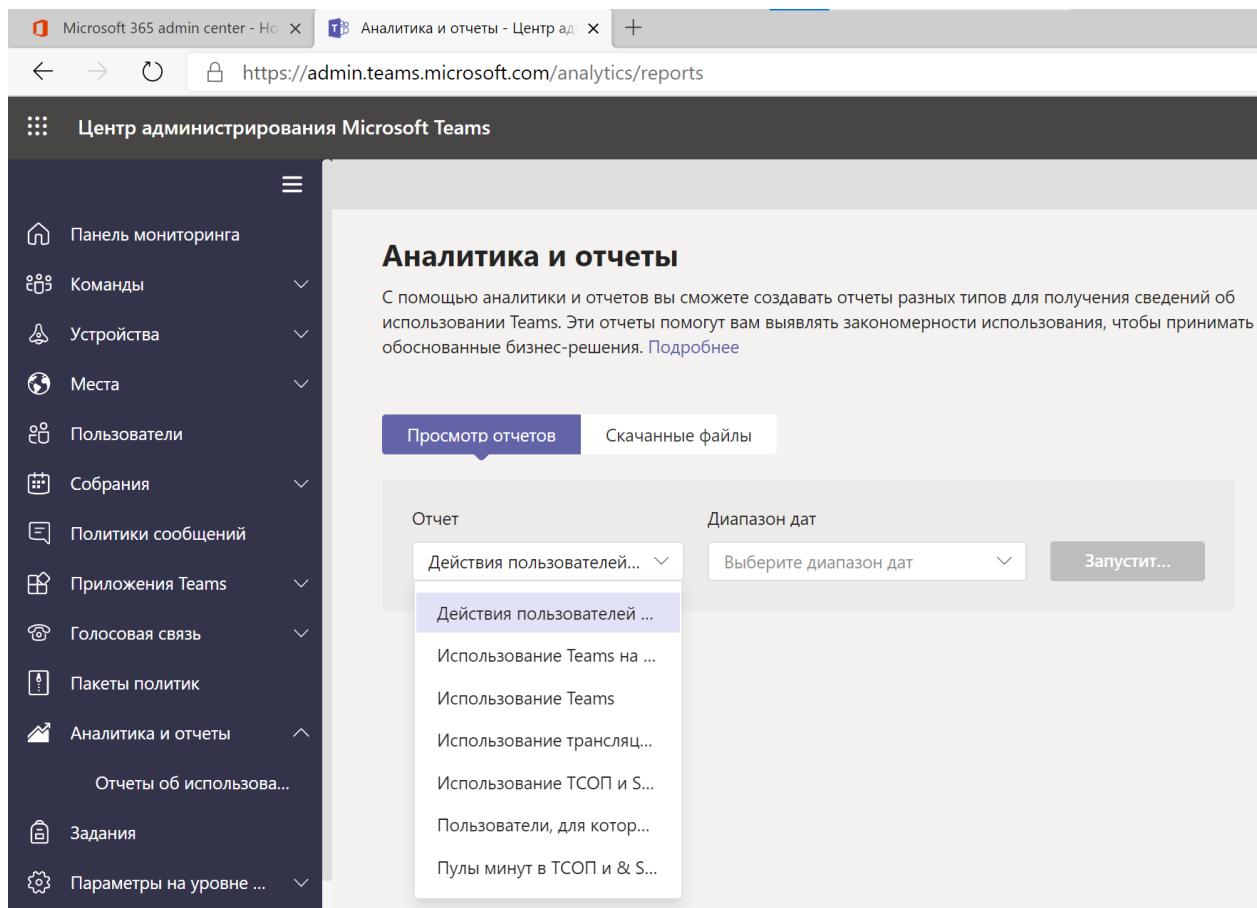 Microsoft 365 admin center - Ho
Аналитика и отчеты - Центр ад
https://admin.teams.microsoft.com/analytics/reports
Центр администрирования Microsoft Teams
Панель мониторинга
Команды
Устройства
Места
Пользователи
Собрания
Политики сообщений
Приложения Teams
Голосовая связь
Пакеты политик
Аналитика и отчеты
Отчеты об использова...
Задания
Параметры на уровне ...
Аналитика и отчеты
С помощью аналитики и отчетов вы сможете создавать отчеты разных типов для получения сведений об
использовании Teams. Эти отчеты помогут вам выявлять закономерности использования, чтобы принимать
обоснованные бизнес-решения. Подробнее
Просмотр отчетов
Скачанные файлы
Отчет
Диапазон дат
Действия пользователей...
Выберите диапазон дат
Запустит...
Действия пользователей ...
Использование Teams на ...
Использование Teams
Использование трансляц...
Использование ТСОП и S...
Пользователи, для котор...
Пулы минут в ТСОП и & S...